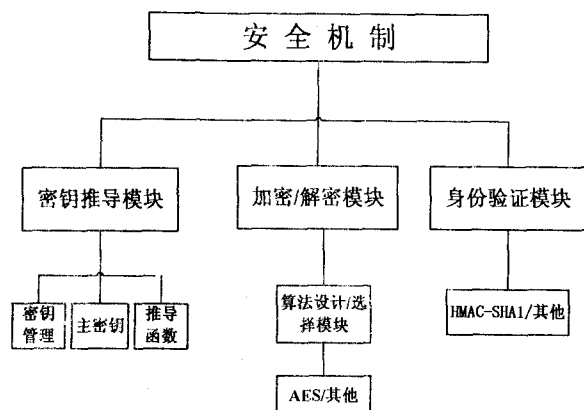 安全机制
密钥推导模块
加密/解密模块
身份验证模块
密钥
管理
主密钥
推导
函数
算法设计/选
择模块
HMAC-SHA1/其他
AES/其他